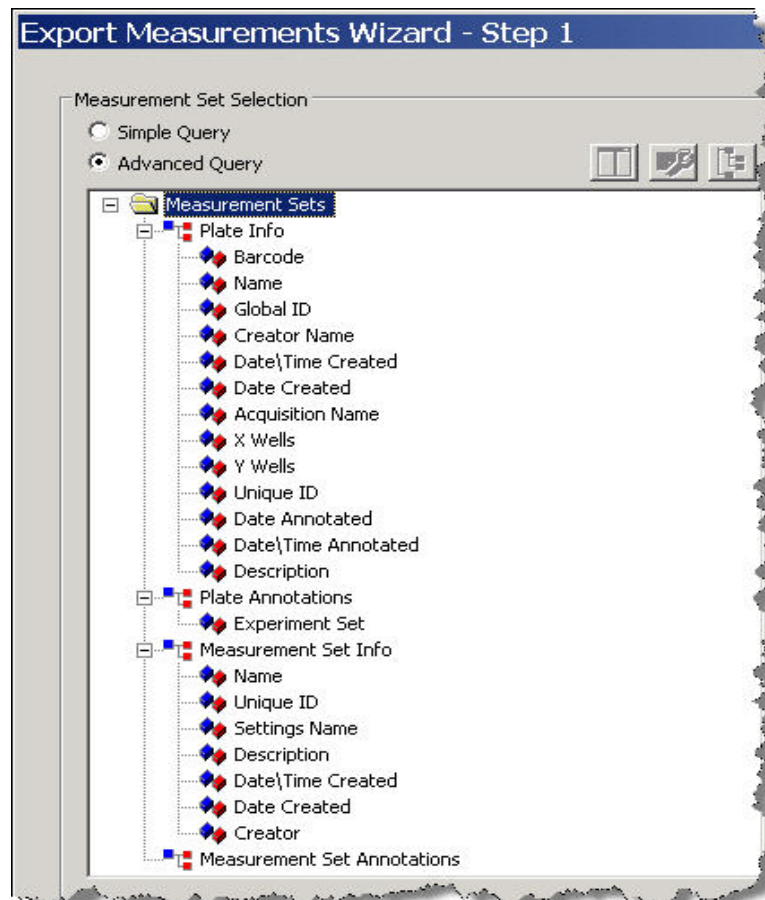 Export Measurements Wizard - Step 1
Measurement Set Selection
Simple Query
Advanced Query
Measurement Sets
Plate Info
Barcode
Name
Global ID
Creator Name
Date\Time Created
Date Created
Acquisition Name
X Wells
Y Wells
Unique ID
Date Annotated
Date\Time Annotated
Description
Plate Annotations
Experiment Set
Measurement Set Info
Name
Unique ID
Settings Name
Description
Date\Time Created
Date Created
Creator
Measurement Set Annotations